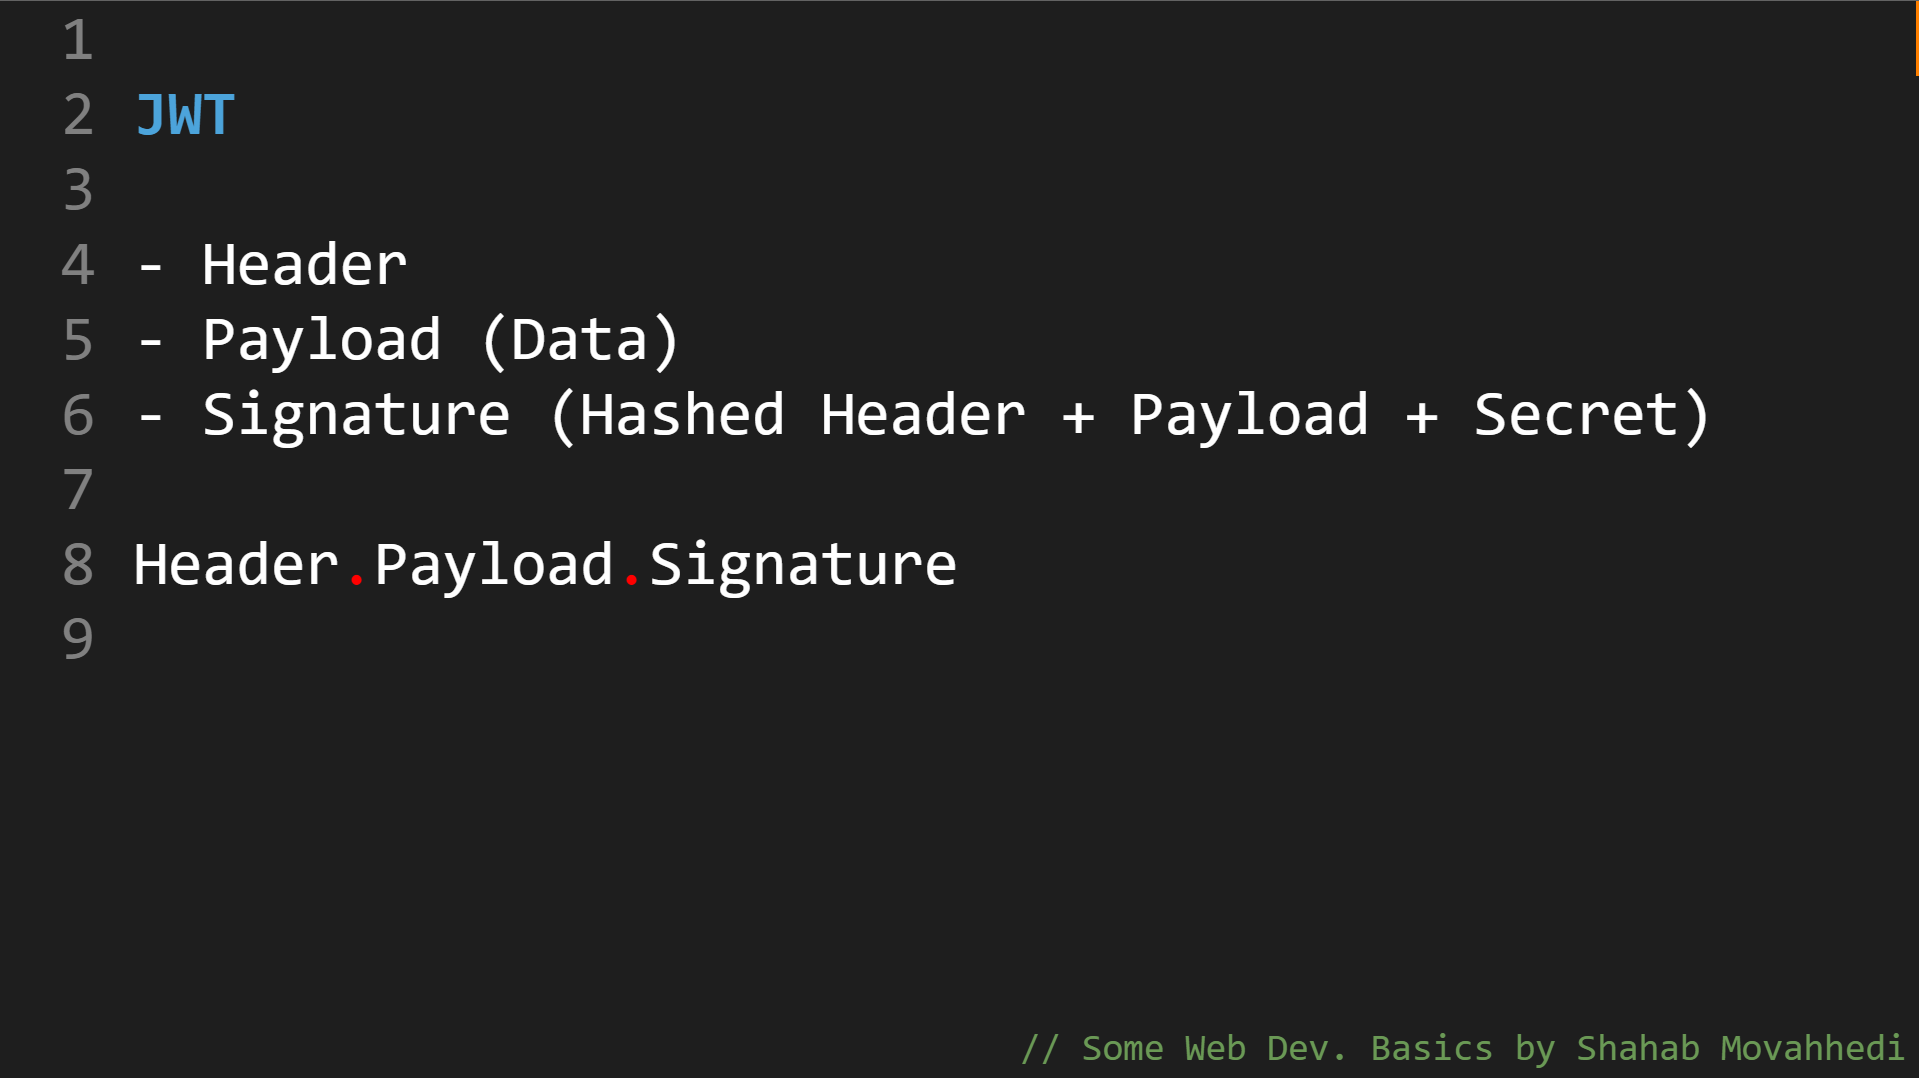 1
2 JWT
3
4 - Header
5 - Payload (Data)
6 - Signature (Hashed Header + Payload + Secret)
7
8 Header.Payload.Signature
9
// Some Web Dev. Basics by Shahab Movahhedi